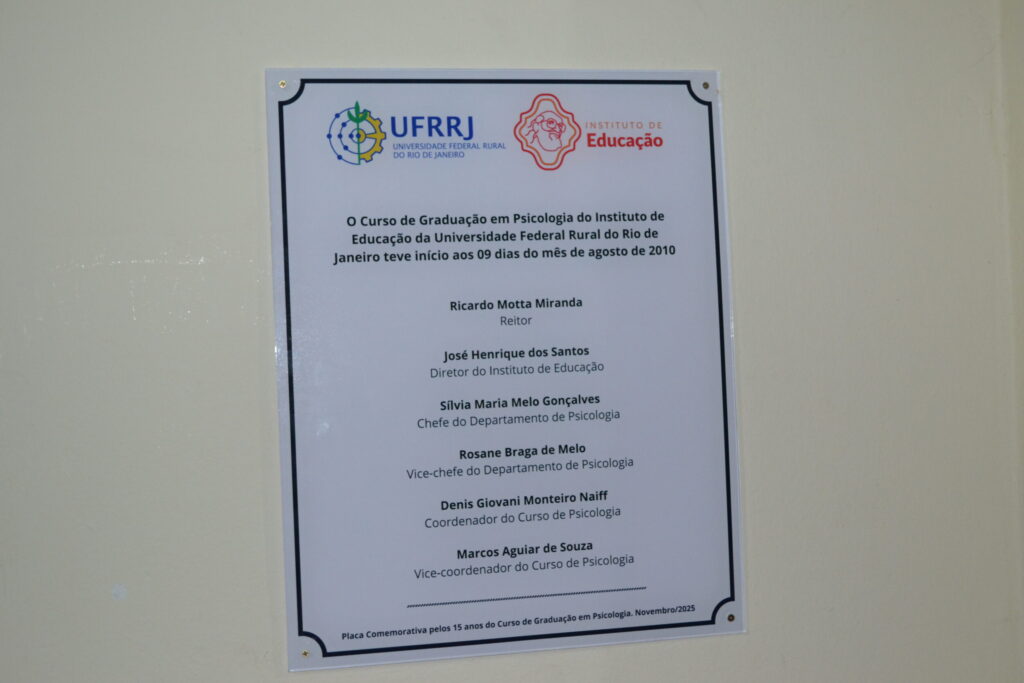 UFRRJ
UNIVERSIDADE FEDERAL RURAL
DO RIO DE JANEIRO
INSTITUTO DE
Educação
O Curso de Graduação em Psicologia do Instituto de
Educação da Universidade Federal Rural do Rio de
Janeiro teve início aos 09 dias do mês de agosto de 2010
Ricardo Motta Miranda
Reitor
José Henrique dos Santos
Diretor do Instituto de Educação
Sílvia Maria Melo Gonçalves
Chefe do Departamento de Psicologia
Rosane Braga de Melo
Vice-chefe do Departamento de Psicologia
Denis Giovani Monteiro Naiff
Coordenador do Curso de Psicologia
Marcos Aguiar de Souza
Vice-coordenador do Curso de Psicologia
Placa Comemorativa pelos 15 anos do Curso de Graduação em Psicologia. Novembro/2025